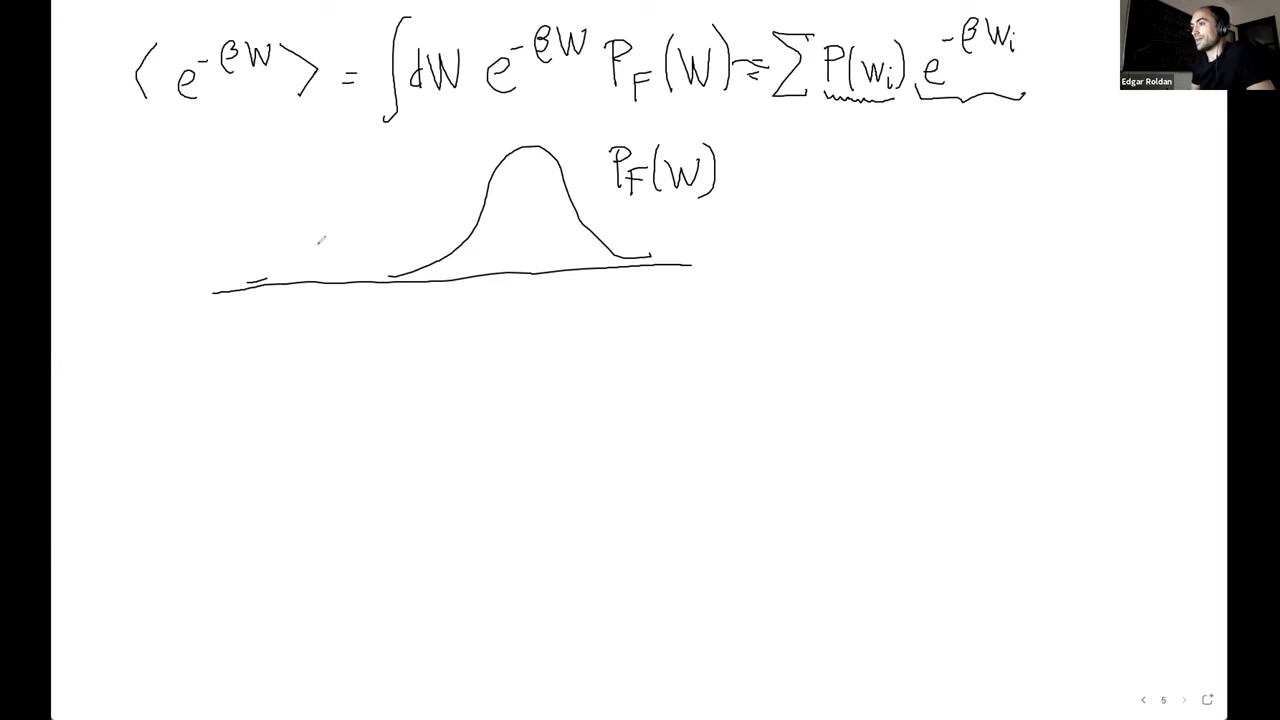 ⟨e^{-βW}⟩ = ∫dW e^{-βW} P_F(W) ≈ ∑ P(w_i) e^{-βW_i}
Edgar Roldan
P_F(W)
5